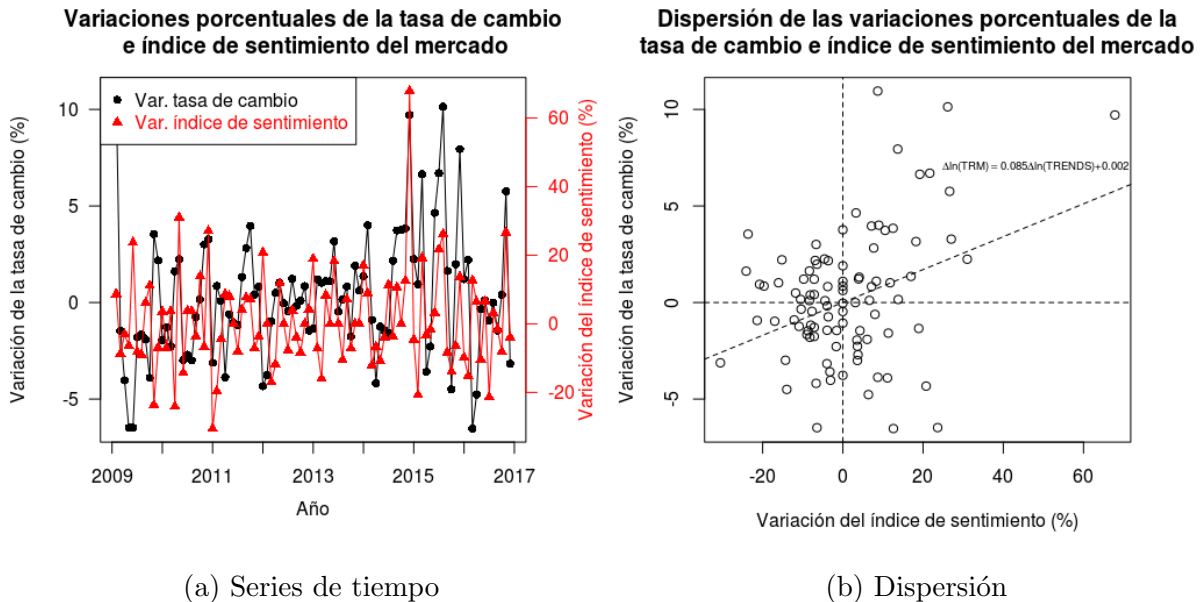 Variaciones porcentuales de la tasa de cambio
e índice de sentimiento del mercado
Var. tasa de cambio
Var. índice de sentimiento
Variación de la tasa de cambio (%)
10
5
0
-5
60
40
20
0
-20
Variación del índice de sentimiento (%)
2009 2011 2013 2015 2017
Año
(a) Series de tiempo
Dispersión de las variaciones porcentuales de la
tasa de cambio e índice de sentimiento del mercado
Variación de la tasa de cambio (%)
10
5
0
-5
Δln(TRM) = 0.085Δln(TRENDS)+0.002
-20 0 20 40 60
Variación del índice de sentimiento (%)
(b) Dispersión